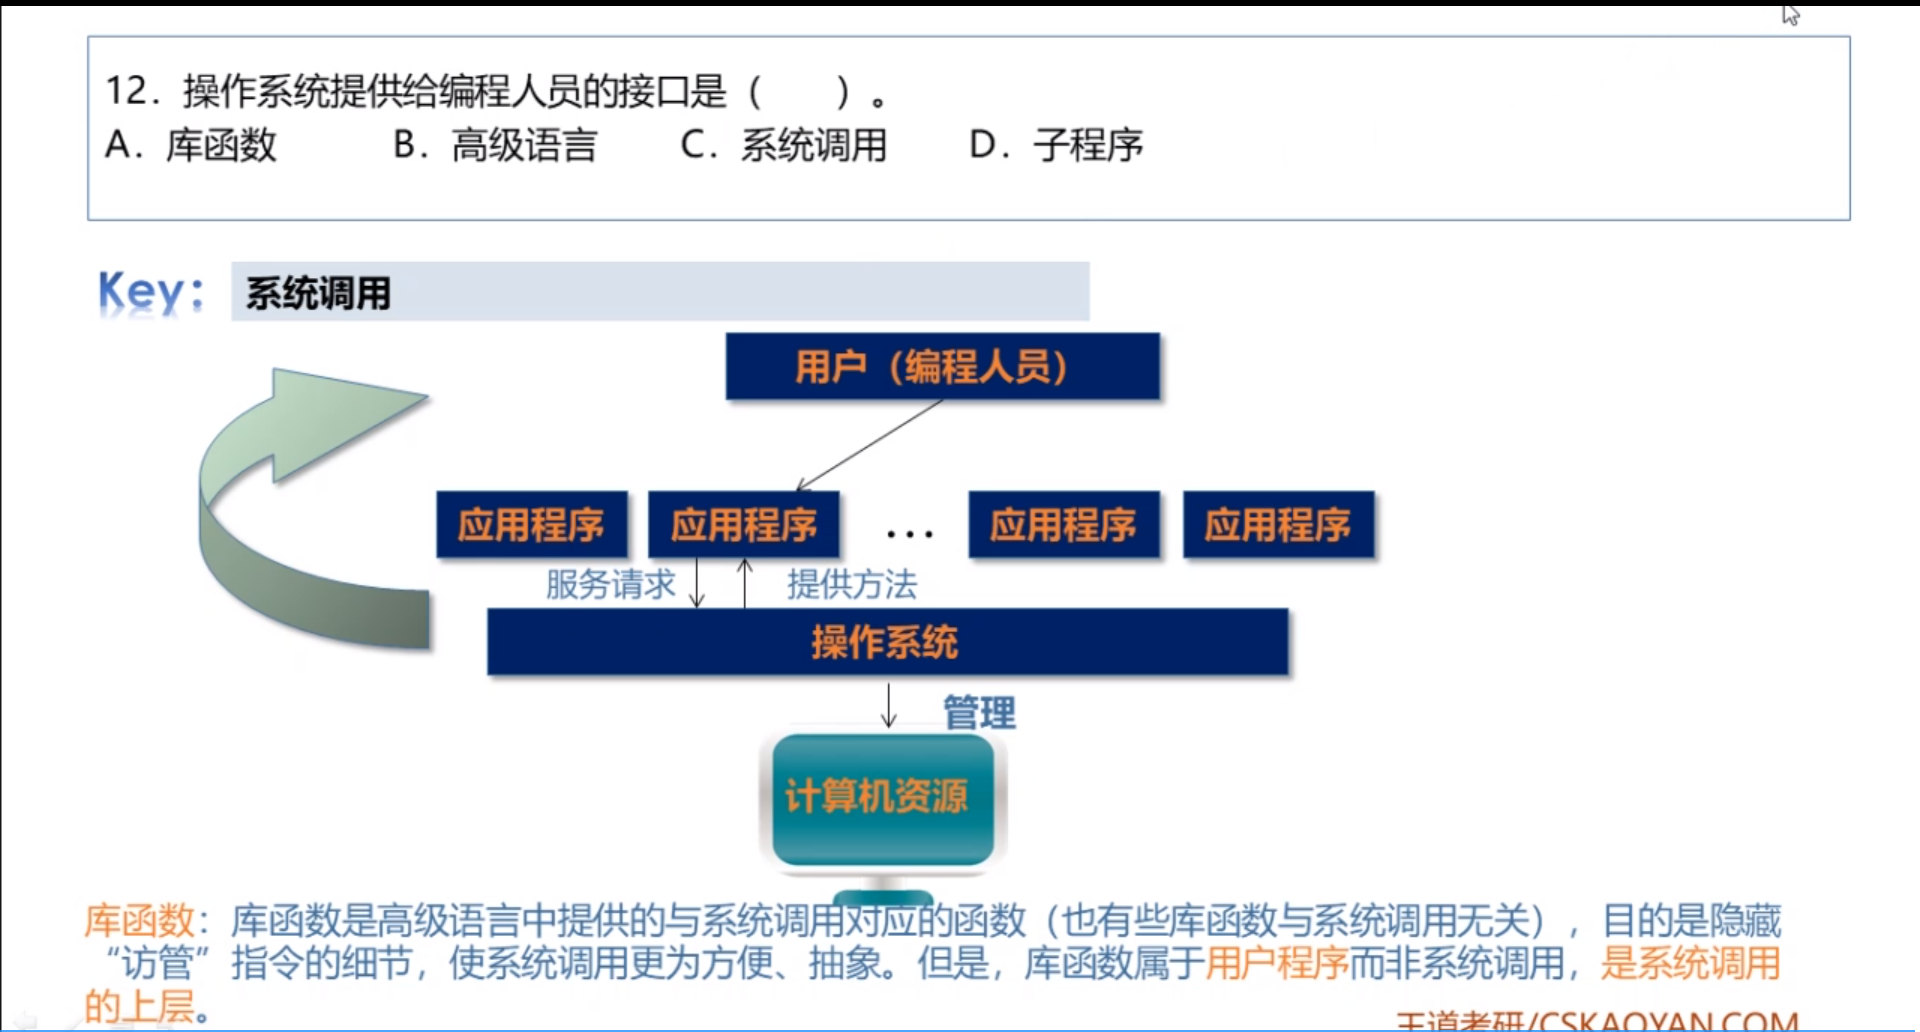 12．操作系统提供给编程人员的接口是（　　）。
A．库函数　　B．高级语言　　C．系统调用　　D．子程序
Key: 系统调用
用户（编程人员）
应用程序 应用程序 … 应用程序 应用程序
服务请求 提供方法
操作系统
管理
计算机资源
库函数：库函数是高级语言中提供的与系统调用对应的函数（也有些库函数与系统调用无关），目的是隐藏
“访管”指令的细节，使系统调用更为方便、抽象。但是，库函数属于用户程序而非系统调用，是系统调用
的上层。
王道考研/CSKAOYAN.COM